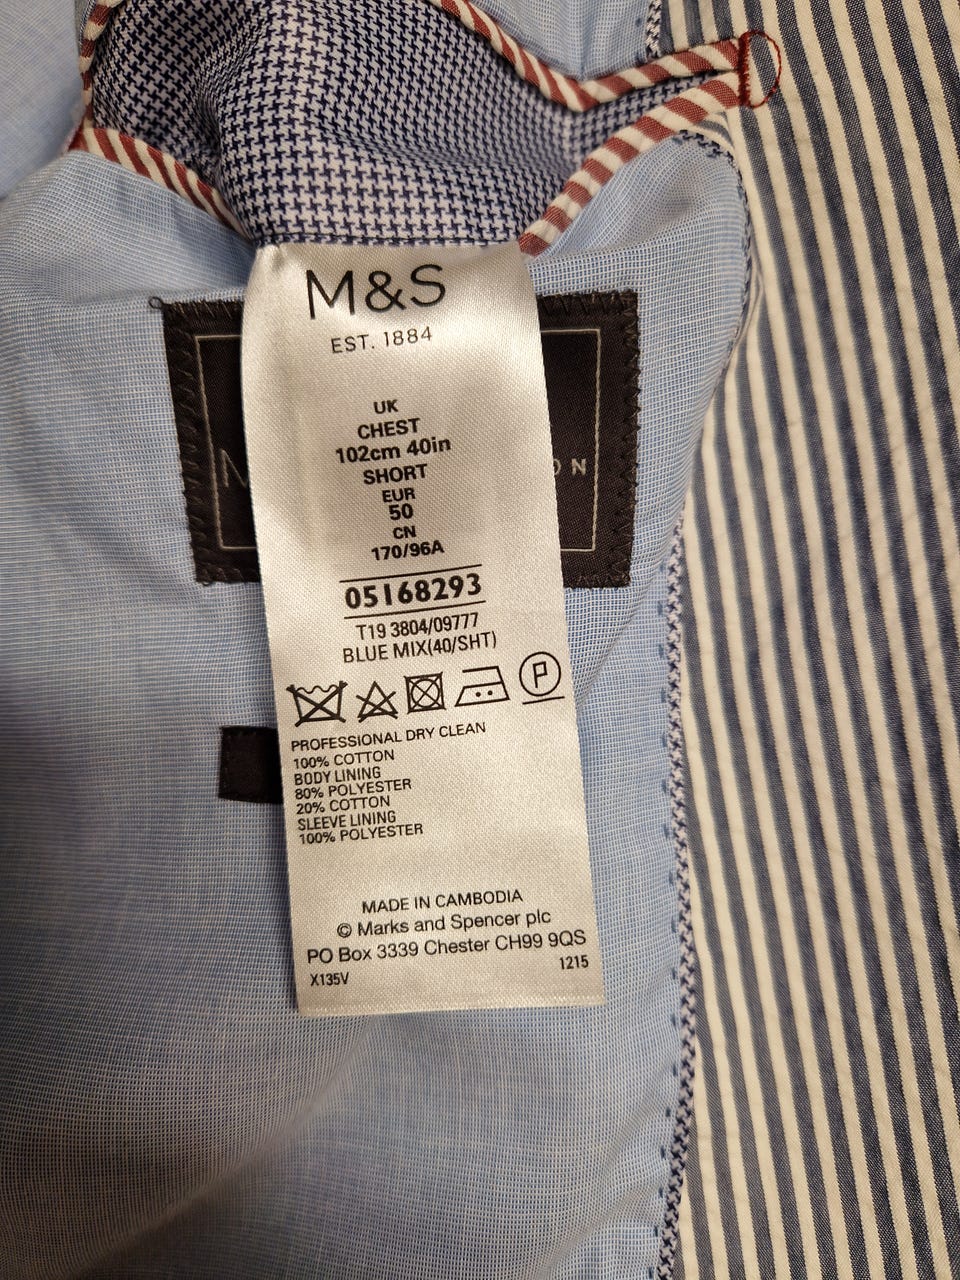 M&S
EST. 1884
UK
CHEST
102cm 40in
SHORT
EUR
50
CN
170/96A
05168293
T19 3804/09777
BLUE MIX(40/SHT)
P
PROFESSIONAL DRY CLEAN
100% COTTON
BODY LINING
80% POLYESTER
20% COTTON
SLEEVE LINING
100% POLYESTER
MADE IN CAMBODIA
© Marks and Spencer plc
PO Box 3339 Chester CH99 9QS
X135V 1215